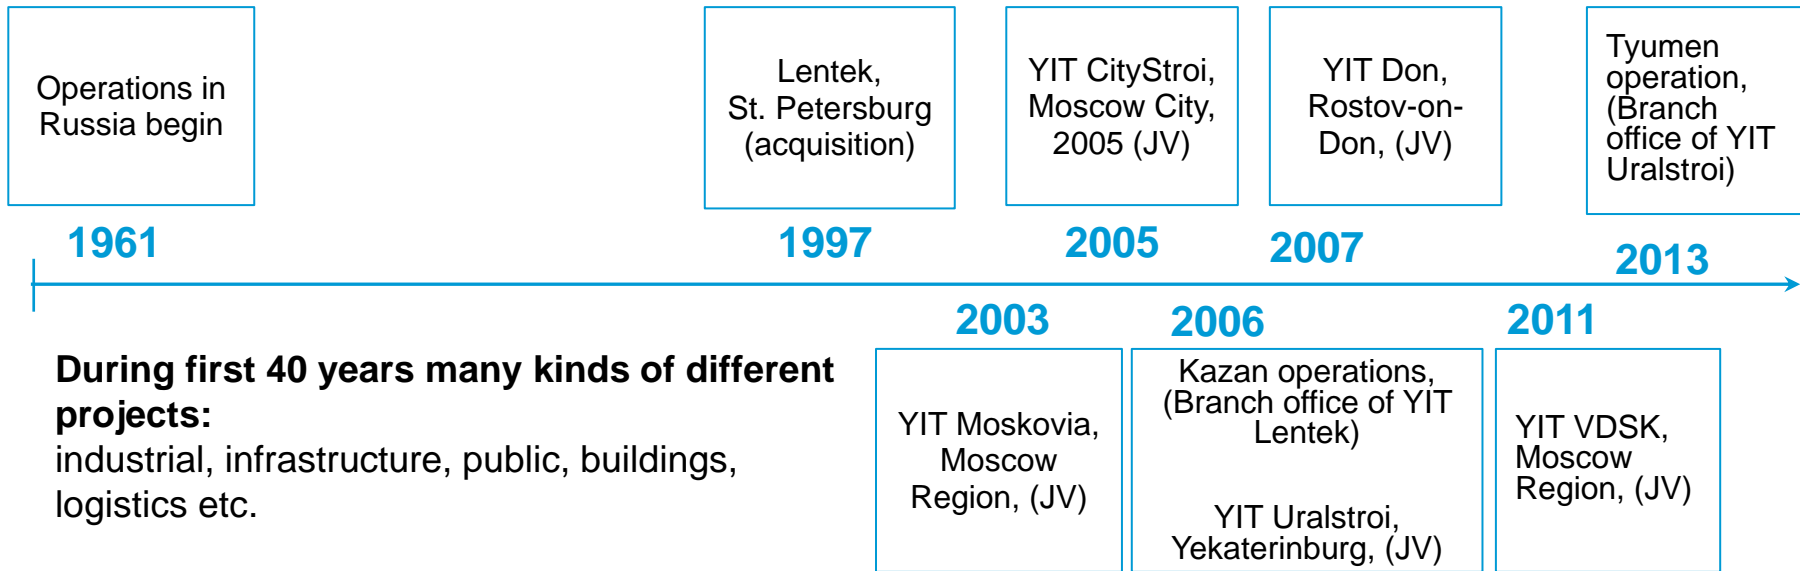 Operations in
Russia begin
1961
Lentek,
St. Petersburg
(acquisition)
1997
YIT CityStroi,
Moscow City,
2005 (JV)
2005
YIT Don,
Rostov-on-
Don, (JV)
2007
Tyumen
operation,
(Branch
office of YIT
Uralstroi)
2013
During first 40 years many kinds of different
projects:
industrial, infrastructure, public, buildings,
logistics etc.
2003
YIT Moskovia,
Moscow
Region, (JV)
2006
Kazan operations,
(Branch office of YIT
Lentek)
YIT Uralstroi,
Yekaterinburg, (JV)
2011
YIT VDSK,
Moscow
Region, (JV)